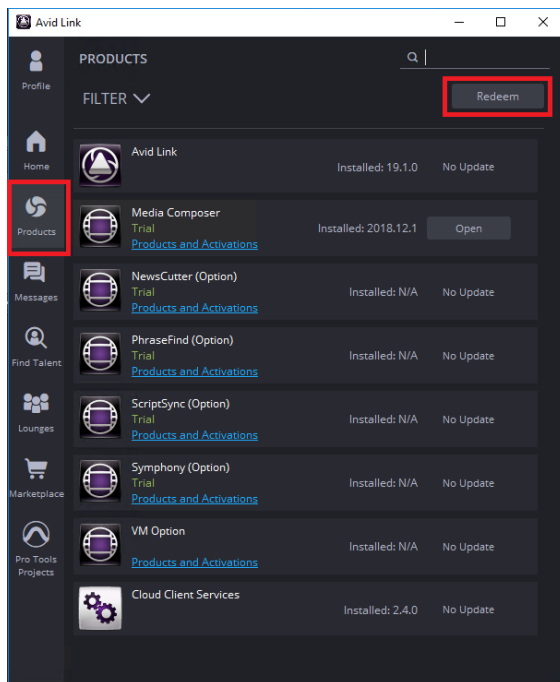 Avid Link
Profile
Home
Products
Messages
Find Talent
Lounges
Marketplace
Pro Tools
Projects
PRODUCTS
FILTER
Redeem
Avid Link
Installed: 19.1.0 No Update
Media Composer
Trial
Products and Activations
Installed: 2018.12.1 Open
NewsCutter (Option)
Trial
Products and Activations
Installed: N/A No Update
PhraseFind (Option)
Trial
Products and Activations
Installed: N/A No Update
ScriptSync (Option)
Trial
Products and Activations
Installed: N/A No Update
Symphony (Option)
Trial
Products and Activations
Installed: N/A No Update
VM Option
Products and Activations
Installed: N/A No Update
Cloud Client Services
Installed: 2.4.0 No Update